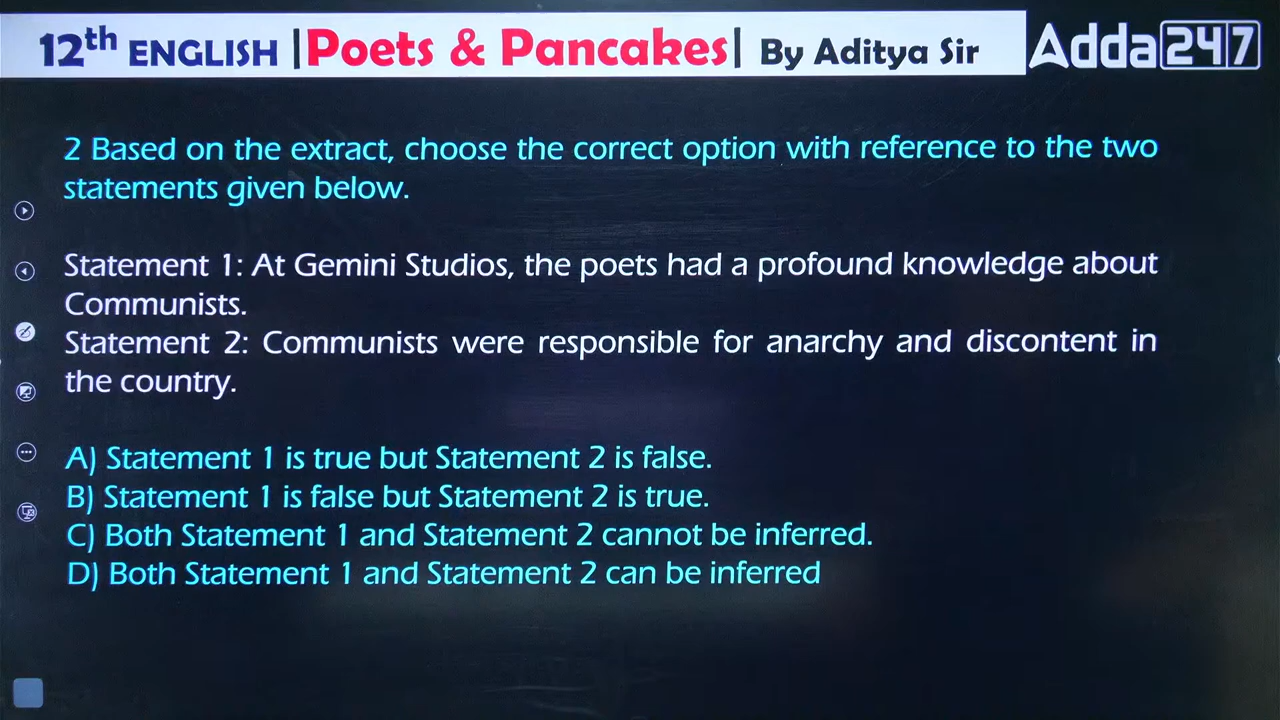 12th ENGLISH |Poets & Pancakes| By Aditya Sir Adda247
2 Based on the extract, choose the correct option with reference to the two
statements given below.
Statement 1: At Gemini Studios, the poets had a profound knowledge about
Communists.
Statement 2: Communists were responsible for anarchy and discontent in
the country.
A) Statement 1 is true but Statement 2 is false.
B) Statement 1 is false but Statement 2 is true.
C) Both Statement 1 and Statement 2 cannot be inferred.
D) Both Statement 1 and Statement 2 can be inferred